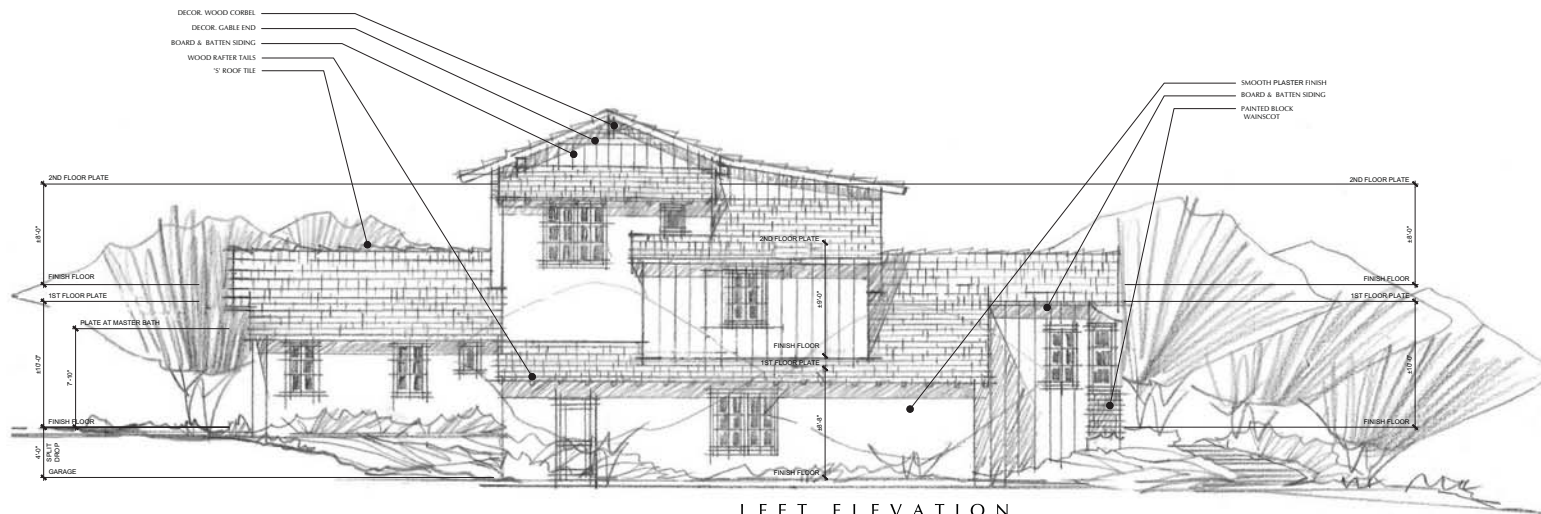 DECOR. WOOD CORBEL
DECOR. GABLE END
BOARD & BATTEN SIDING
WOOD RAFTER TAILS
'S' ROOF TILE
SMOOTH PLASTER FINISH
BOARD & BATTEN SIDING
PAINTED BLOCK
WAINSCOT
2ND FLOOR PLATE
±8'-0"
FINISH FLOOR
1ST FLOOR PLATE
PLATE AT MASTER BATH
±10'-0"
7'-10"
FINISH FLOOR
4'-0"
SPLIT
DROP
GARAGE
2ND FLOOR PLATE
±9'-0"
FINISH FLOOR
1ST FLOOR PLATE
±8'-8"
FINISH FLOOR
2ND FLOOR PLATE
±8'-0"
FINISH FLOOR
1ST FLOOR PLATE
±10'-0"
FINISH FLOOR
LEFT ELEVATION